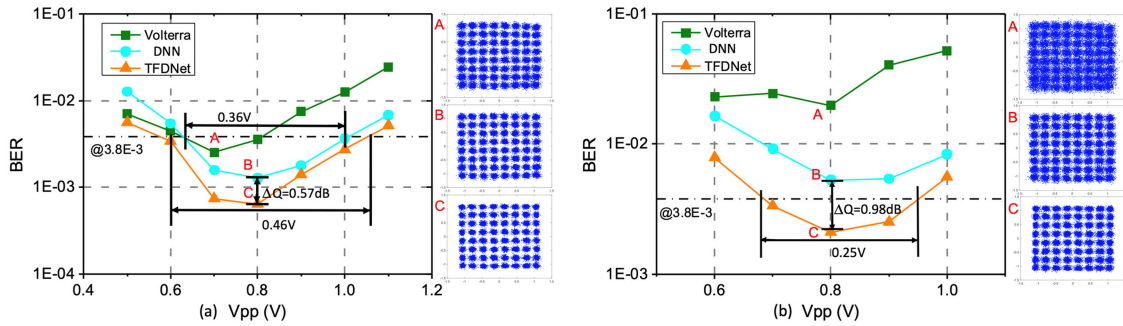 1E-01
1E-02
1E-03
1E-04
BER
Volterra
DNN
TFDNet
0.36V
@3.8E-3
A
B
C
ΔQ=0.57dB
0.46V
0.4
0.6
0.8
1.0
1.2
(a) Vpp (V)
A
B
C
1E-01
1E-02
1E-03
BER
Volterra
DNN
TFDNet
A
B
@3.8E-3
ΔQ=0.98dB
C
0.25V
0.6
0.7
0.8
0.9
1.0
(b) Vpp (V)
A
B
C